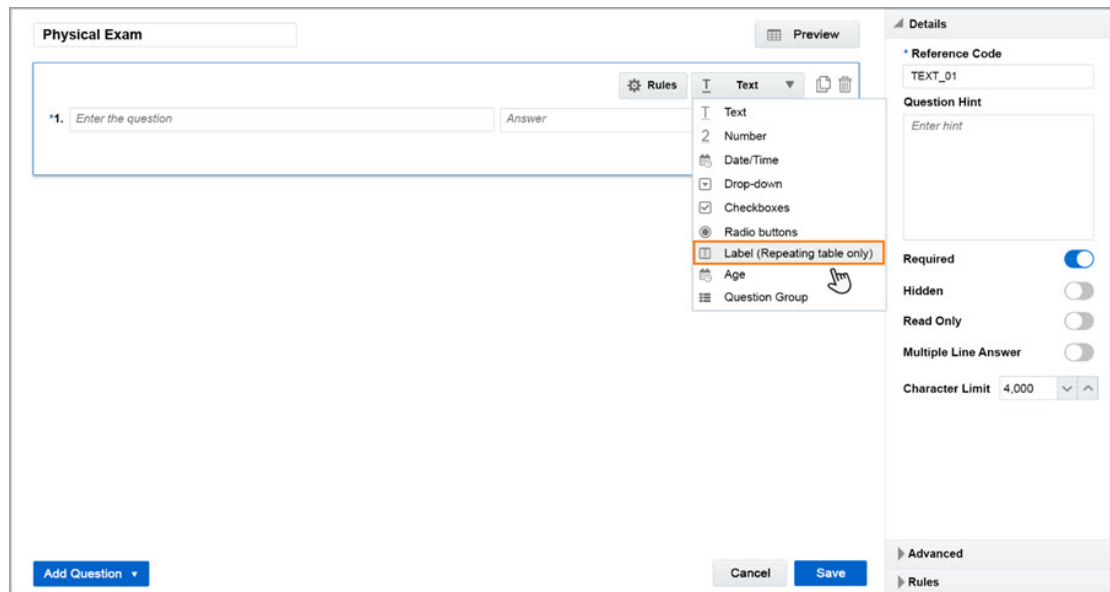 Physical Exam
Preview
Rules
Text
*1. Enter the question
Answer
Text
Number
Date/Time
Drop-down
Checkboxes
Radio buttons
Label (Repeating table only)
Age
Question Group
Add Question
Cancel
Save
Details
* Reference Code
TEXT_01
Question Hint
Enter hint
Required
Hidden
Read Only
Multiple Line Answer
Character Limit 4,000
Advanced
Rules